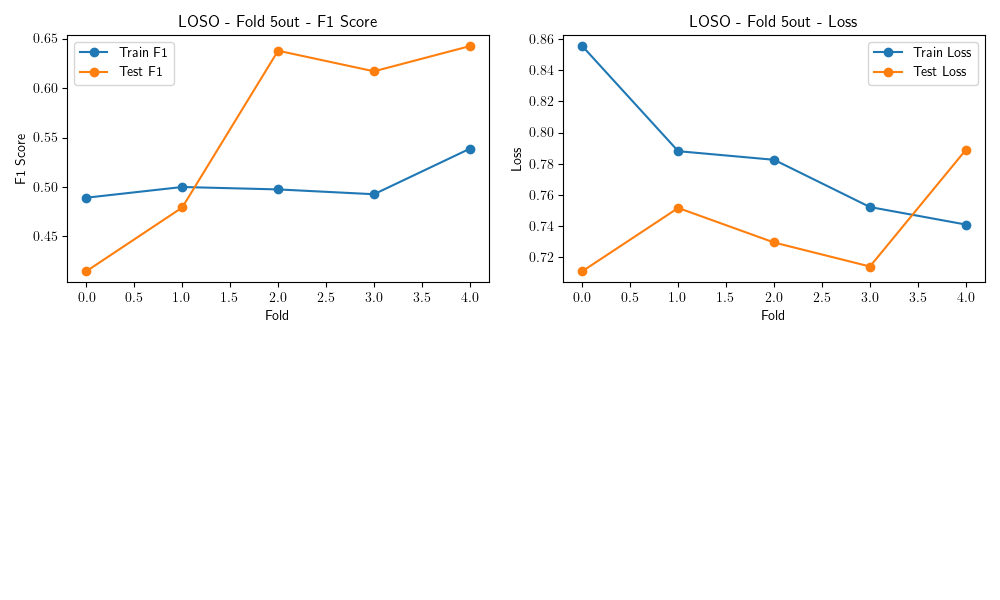 LOSO - Fold 5out - F1 Score
Train F1
Test F1
F1 Score
0.65
0.60
0.55
0.50
0.45
0.0 0.5 1.0 1.5 2.0 2.5 3.0 3.5 4.0
Fold
LOSO - Fold 5out - Loss
Train Loss
Test Loss
Loss
0.86
0.84
0.82
0.80
0.78
0.76
0.74
0.72
0.0 0.5 1.0 1.5 2.0 2.5 3.0 3.5 4.0
Fold